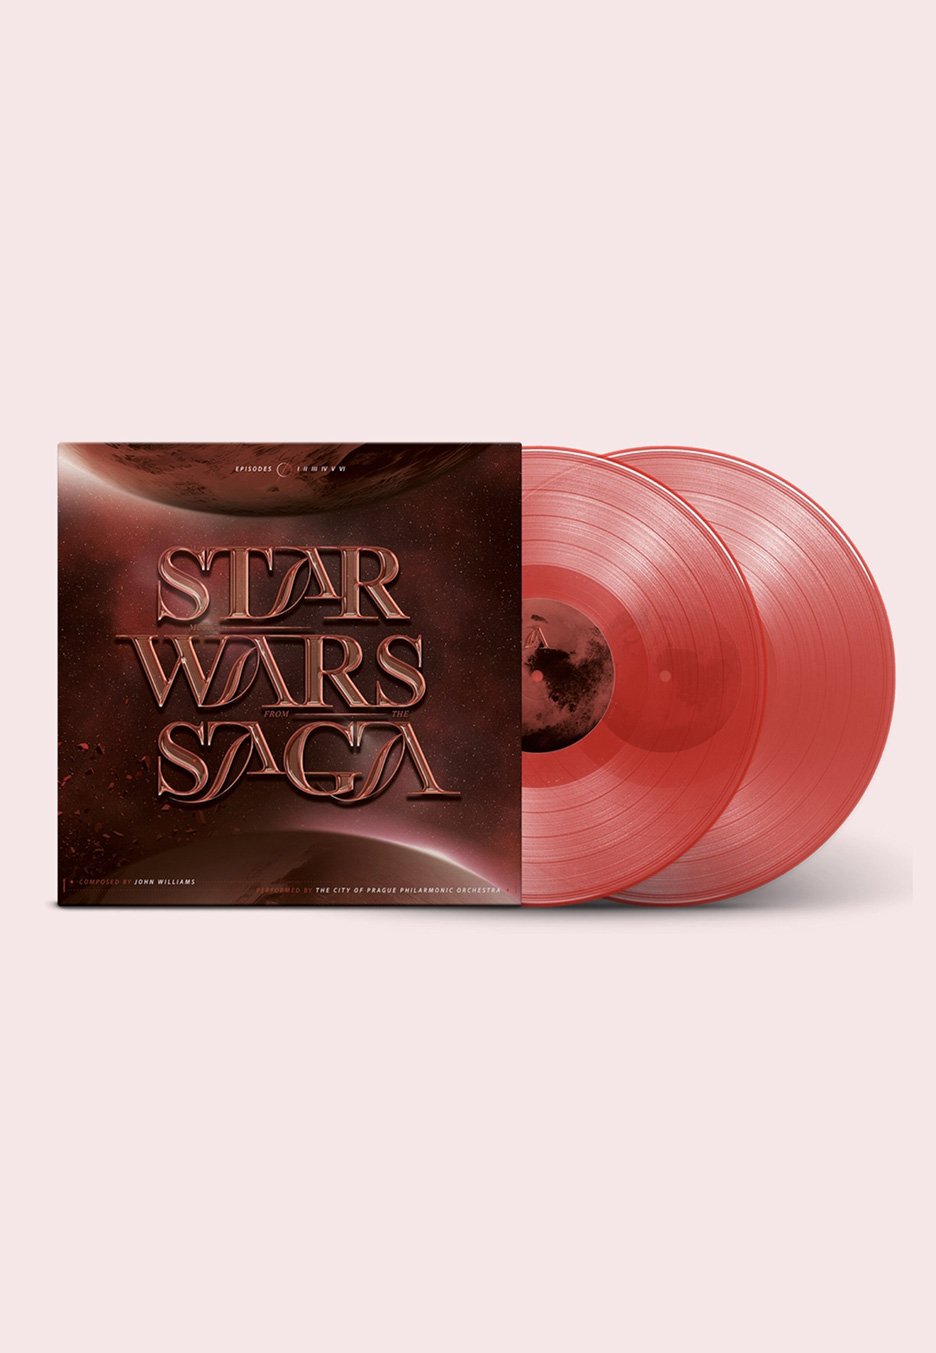 EPISODES I II III IV V VI
STAR
WARS
FROM THE
SAGA
COMPOSED BY JOHN WILLIAMS
PERFORMED BY THE CITY OF PRAGUE PHILARMONIC ORCHESTRA